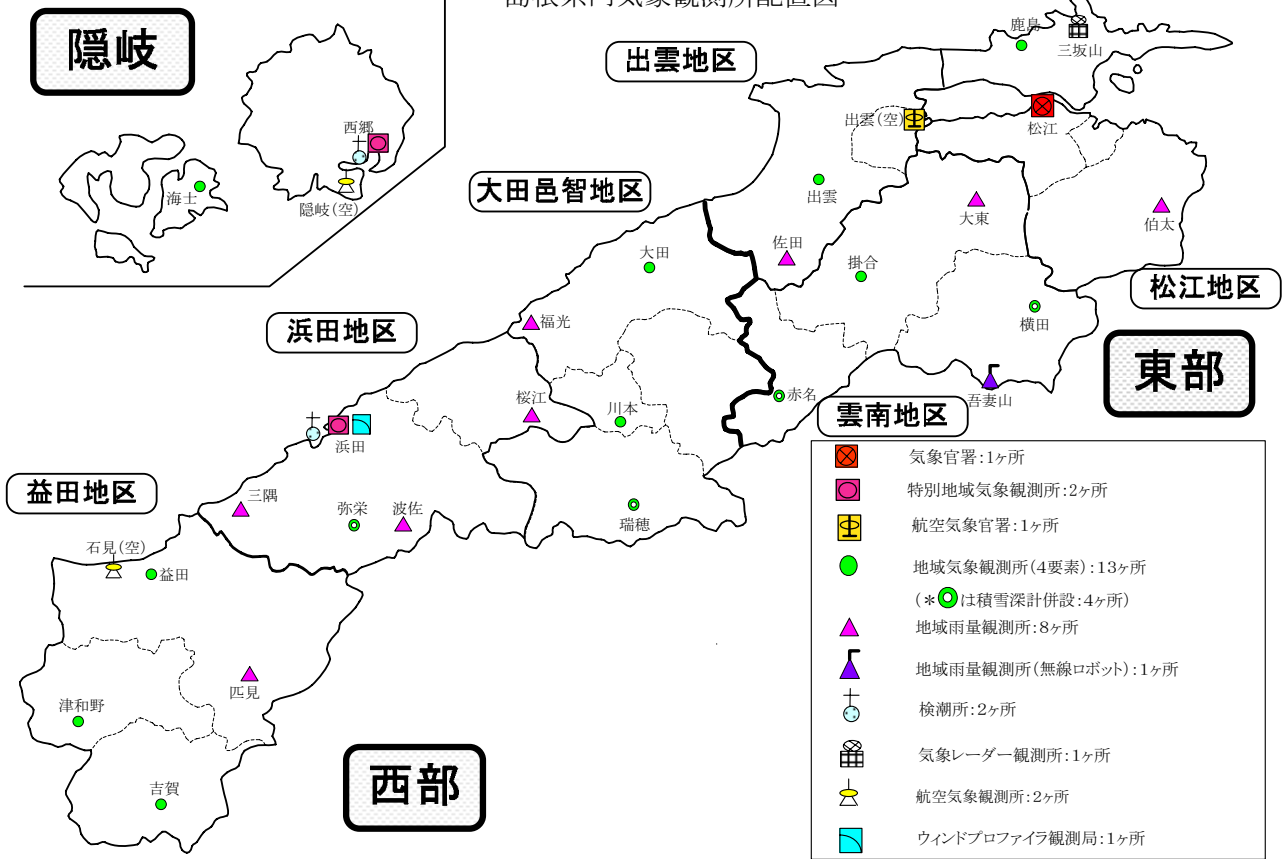 島根県内気象観測所配置図
隠岐
西郷
海士
隠岐(空)
出雲地区
鹿島
三坂山
出雲(空)
松江
大田邑智地区
出雲
大東
伯太
佐田
掛合
大田
松江地区
横田
福光
浜田地区
東部
吾妻山
赤名
桜江
川本
雲南地区
浜田
益田地区
三隅
弥栄
波佐
瑞穂
石見(空)
益田
匹見
津和野
吉賀
西部
気象官署:1ヶ所
特別地域気象観測所:2ヶ所
航空気象官署:1ヶ所
地域気象観測所(4要素):13ヶ所
(*は積雪深計併設:4ヶ所)
地域雨量観測所:8ヶ所
地域雨量観測所(無線ロボット):1ヶ所
検潮所:2ヶ所
気象レーダー観測所:1ヶ所
航空気象観測所:2ヶ所
ウィンドプロファイラ観測局:1ヶ所